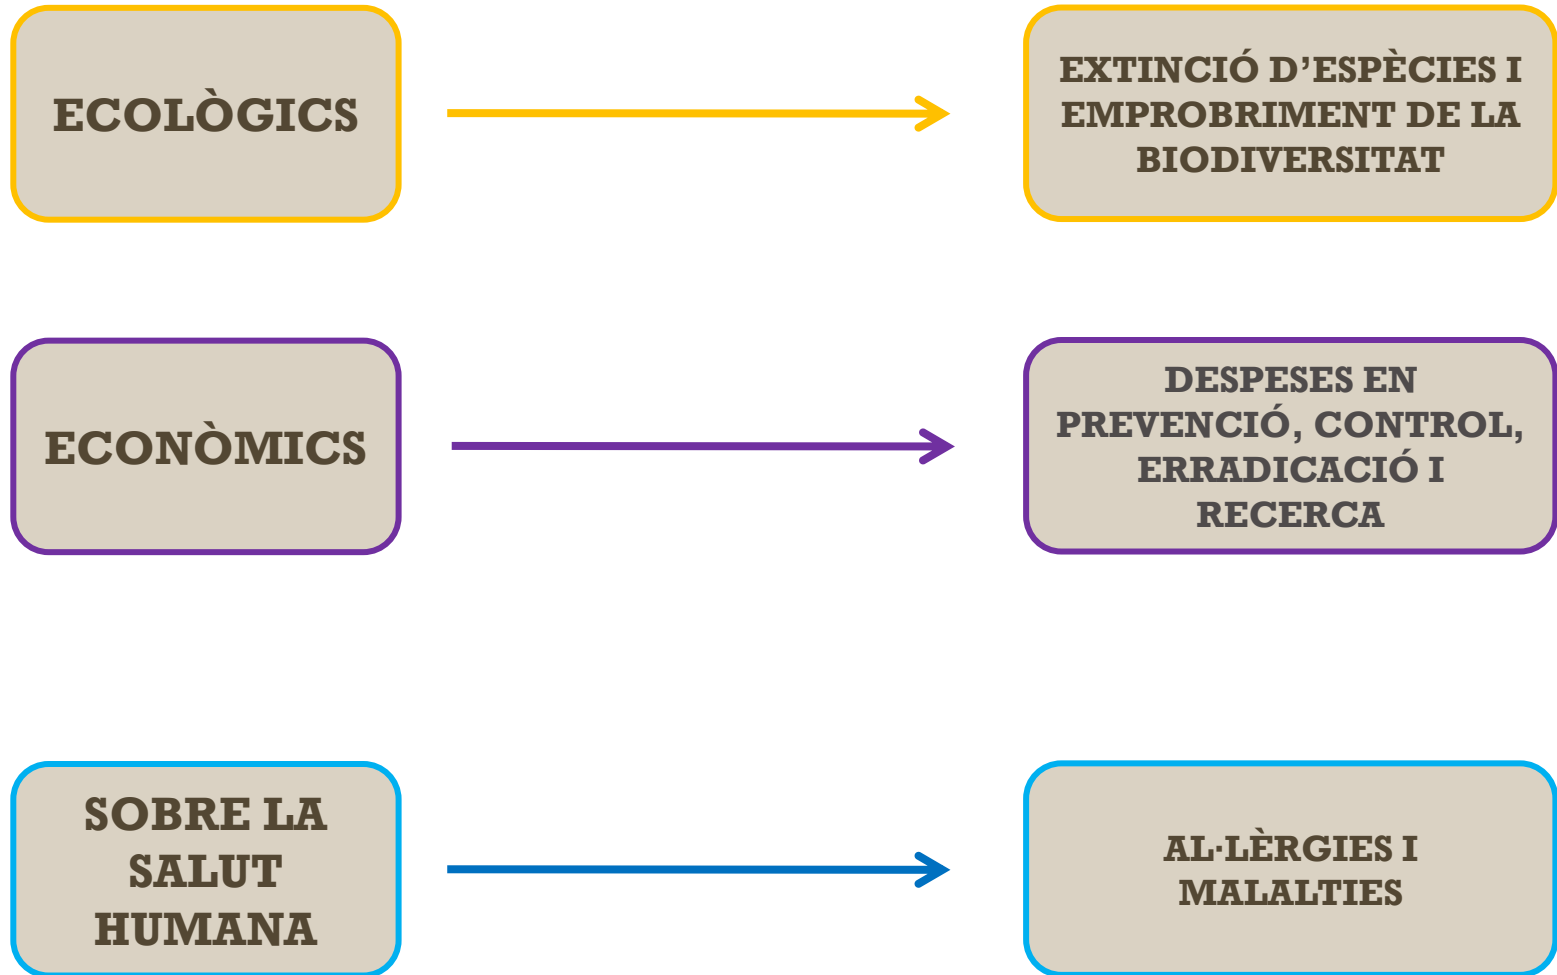 ECOLÒGICS
EXTINCIÓ D’ESPÈCIES I
EMPROBRIMENT DE LA
BIODIVERSITAT
ECONÒMICS
DESPESES EN
PREVENCIÓ, CONTROL,
ERRADICACIÓ I
RECERCA
SOBRE LA
SALUT
HUMANA
AL·LÈRGIES I
MALALTIES